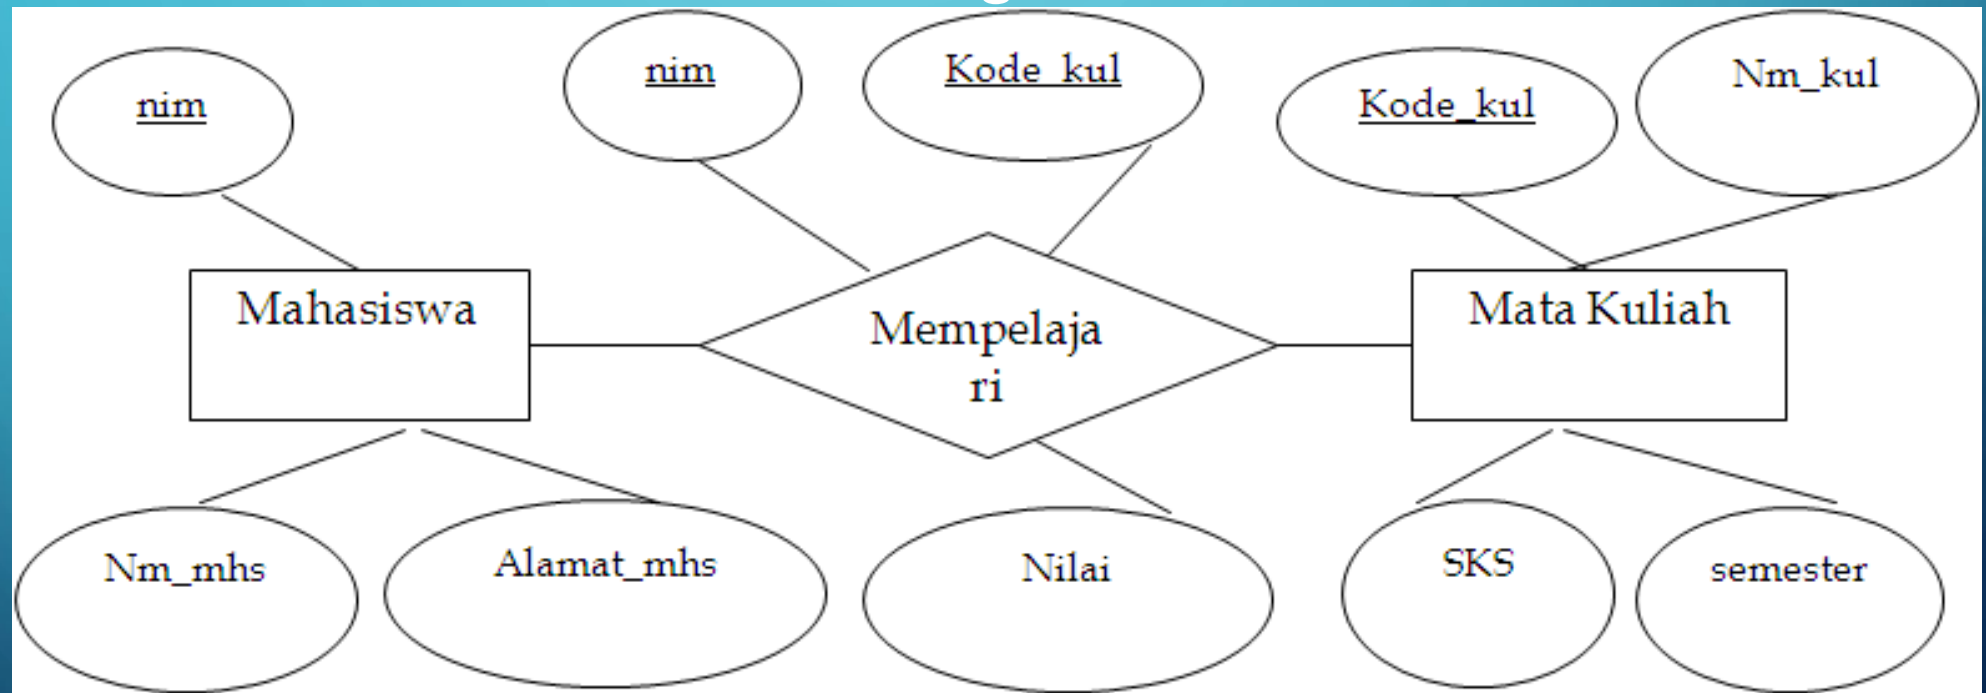 nim
nim
Kode_kul
Kode_kul
Nm_kul
Mahasiswa
Mempelaja
ri
Mata Kuliah
Nm_mhs
Alamat_mhs
Nilai
SKS
semester